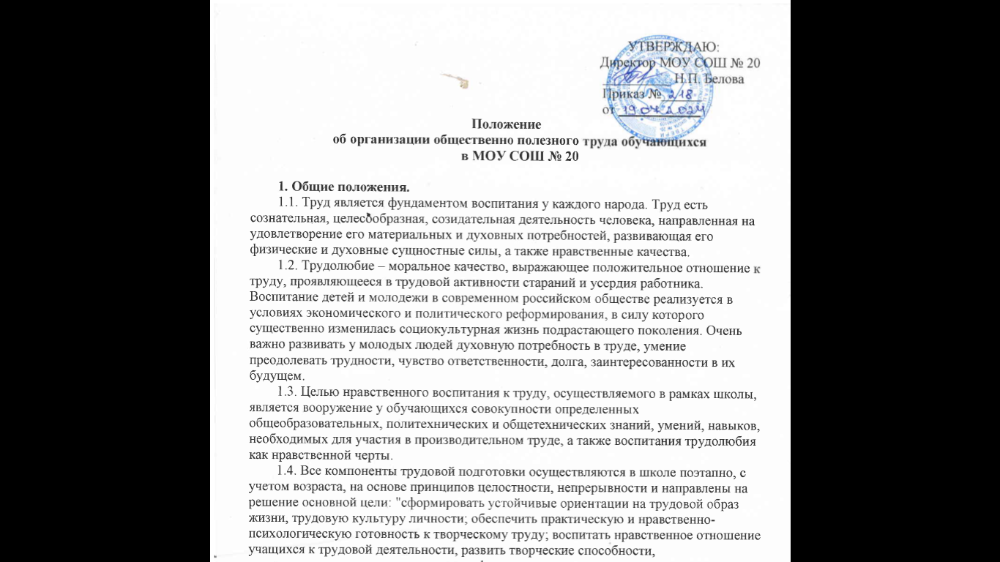 УТВЕРЖДАЮ:
Директор МОУ СОШ № 20
Н.П. Белова
Приказ № 218
от 19.07.2024
Положение
об организации общественно полезного труда обучающихся
в МОУ СОШ № 20
1. Общие положения.
1.1. Труд является фундаментом воспитания у каждого народа. Труд есть
сознательная, целесообразная, созидательная деятельность человека, направленная на
удовлетворение его материальных и духовных потребностей, развивающая его
физические и духовные сущностные силы, а также нравственные качества.
1.2. Трудолюбие – моральное качество, выражающее положительное отношение к
труду, проявляющееся в трудовой активности стараний и усердия работника.
Воспитание детей и молодежи в современном российском обществе реализуется в
условиях экономического и политического реформирования, в силу которого
существенно изменилась социокультурная жизнь подрастающего поколения. Очень
важно развивать у молодых людей духовную потребность в труде, умение
преодолевать трудности, чувство ответственности, долга, заинтересованности в их
будущем.
1.3. Целью нравственного воспитания к труду, осуществляемого в рамках школы,
является вооружение у обучающихся совокупности определенных
общеобразовательных, политехнических и общетехнических знаний, умений, навыков,
необходимых для участия в производительном труде, а также воспитания трудолюбия
как нравственной черты.
1.4. Все компоненты трудовой подготовки осуществляются в школе поэтапно, с
учетом возраста, на основе принципов целостности, непрерывности и направлены на
решение основной цели: "сформировать устойчивые ориентации на трудовой образ
жизни, трудовую культуру личности; обеспечить практическую и нравственно-
психологическую готовность к творческому труду; воспитать нравственное отношение
учащихся к трудовой деятельности, развить творческие способности,